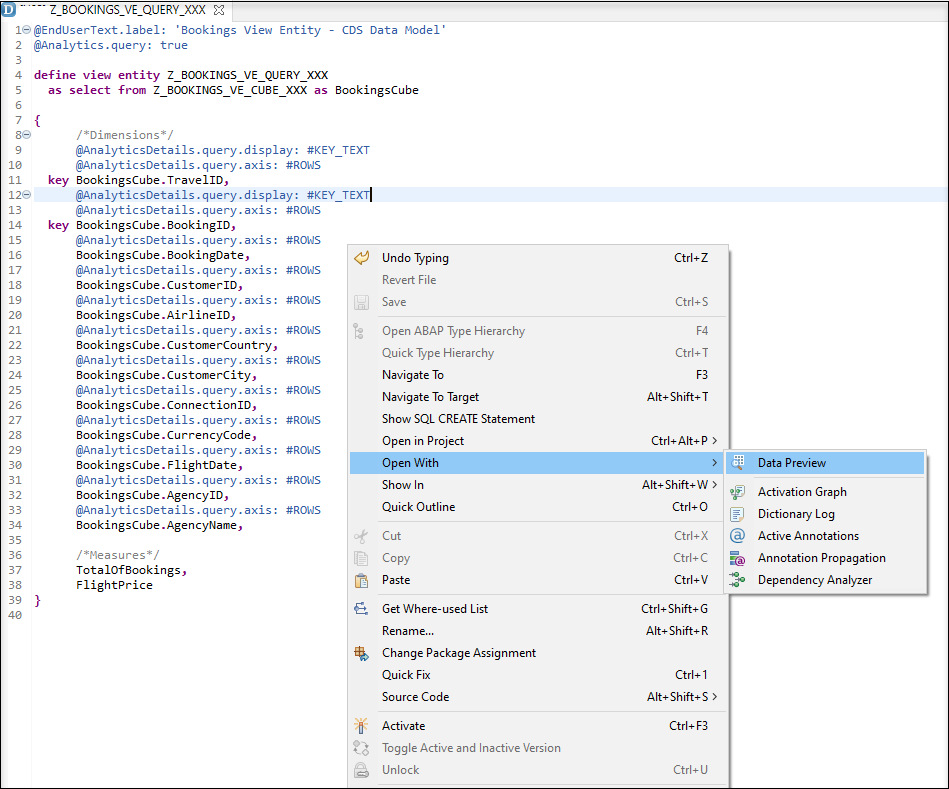 D Z_BOOKINGS_VE_QUERY_XXX
1 @EndUserText.label: 'Bookings View Entity - CDS Data Model'
2 @Analytics.query: true
3
4 define view entity Z_BOOKINGS_VE_QUERY_XXX
5 as select from Z_BOOKINGS_VE_CUBE_XXX as BookingsCube
6
7 {
8 /*Dimensions*/
9 @AnalyticsDetails.query.display: #KEY_TEXT
10 @AnalyticsDetails.query.axis: #ROWS
11 key BookingsCube.TravelID,
12 @AnalyticsDetails.query.display: #KEY_TEXT
13 @AnalyticsDetails.query.axis: #ROWS
14 key BookingsCube.BookingID,
15 @AnalyticsDetails.query.axis: #ROWS
16 BookingsCube.BookingDate,
17 @AnalyticsDetails.query.axis: #ROWS
18 BookingsCube.CustomerID,
19 @AnalyticsDetails.query.axis: #ROWS
20 BookingsCube.AirlineID,
21 @AnalyticsDetails.query.axis: #ROWS
22 BookingsCube.CustomerCountry,
23 @AnalyticsDetails.query.axis: #ROWS
24 BookingsCube.CustomerCity,
25 @AnalyticsDetails.query.axis: #ROWS
26 BookingsCube.ConnectionID,
27 @AnalyticsDetails.query.axis: #ROWS
28 BookingsCube.CurrencyCode,
29 @AnalyticsDetails.query.axis: #ROWS
30 BookingsCube.FlightDate,
31 @AnalyticsDetails.query.axis: #ROWS
32 BookingsCube.AgencyID,
33 @AnalyticsDetails.query.axis: #ROWS
34 BookingsCube.AgencyName,
35
36 /*Measures*/
37 TotalOfBookings,
38 FlightPrice
39 }
40
Undo Typing Ctrl+Z
Revert File
Save Ctrl+S
Open ABAP Type Hierarchy F4
Quick Type Hierarchy Ctrl+T
Navigate To F3
Navigate To Target Alt+Shift+T
Show SQL CREATE Statement
Open in Project Ctrl+Alt+P >
Open With >
Show In Alt+Shift+W >
Quick Outline Ctrl+O
Cut Ctrl+X
Copy Ctrl+C
Paste Ctrl+V
Get Where-used List Ctrl+Shift+G
Rename... Alt+Shift+R
Change Package Assignment
Quick Fix Ctrl+1
Source Code Alt+Shift+S >
Activate Ctrl+F3
Toggle Active and Inactive Version
Unlock Ctrl+U
Data Preview
Activation Graph
Dictionary Log
Active Annotations
Annotation Propagation
Dependency Analyzer